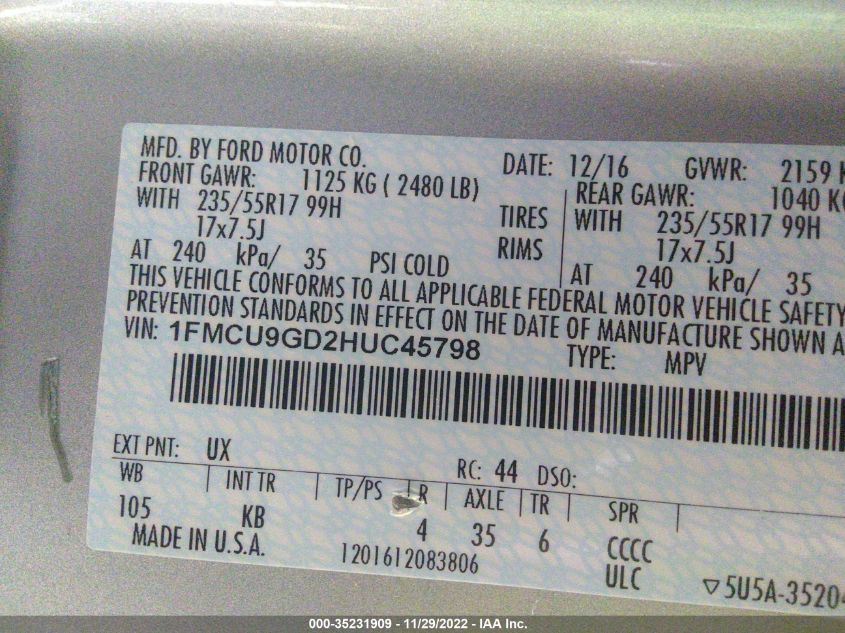 MFD. BY FORD MOTOR CO. DATE: 12/16 GVWR: 2159 K
FRONT GAWR: 1125 KG ( 2480 LB) REAR GAWR: 1040 KG
WITH 235/55R17 99H TIRES WITH 235/55R17 99H
17x7.5J RIMS 17x7.5J
AT 240 kPa/ 35 PSI COLD AT 240 kPa/ 35
THIS VEHICLE CONFORMS TO ALL APPLICABLE FEDERAL MOTOR VEHICLE SAFETY
PREVENTION STANDARDS IN EFFECT ON THE DATE OF MANUFACTURE SHOWN A
VIN: 1FMCU9GD2HUC45798 TYPE: MPV
EXT PNT: UX RC: 44 DSO:
WB INT TR TP/PS R AXLE TR SPR
105 KB 4 35 6 CCCC
MADE IN U.S.A. 1201612083806 ULC ▽5U5A-35204
000-35231909 - 11/29/2022 - IAA Inc.